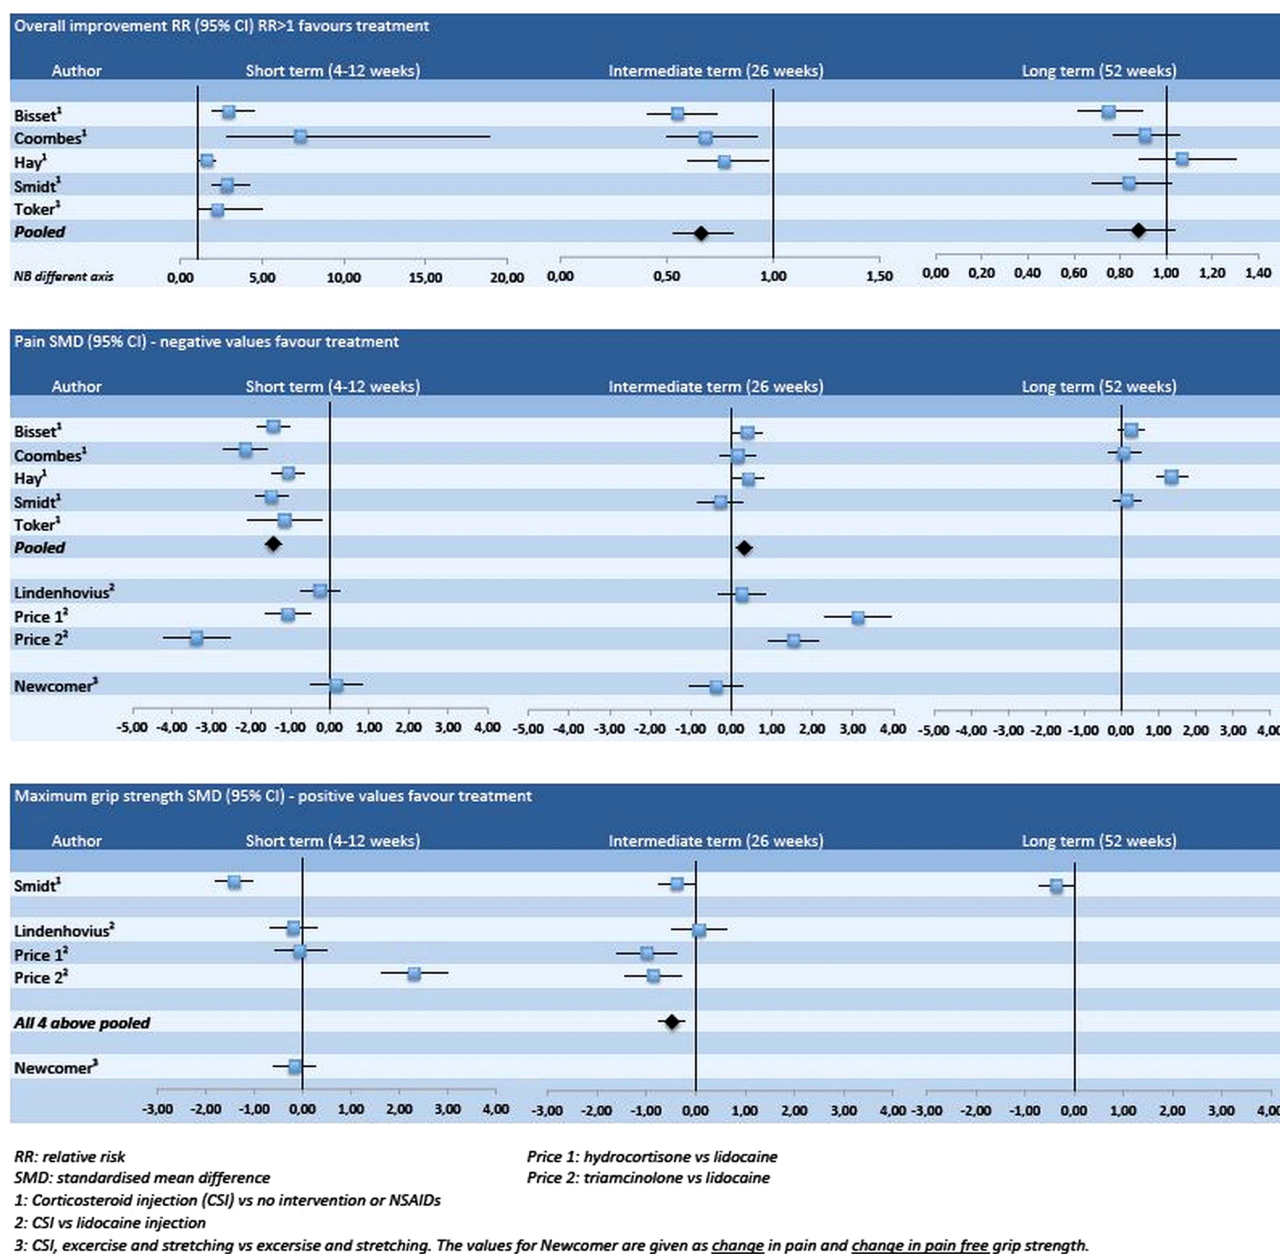 Overall improvement RR (95% CI) RR>1 favours treatment
Author Short term (4-12 weeks) Intermediate term (26 weeks) Long term (52 weeks)
Bisset¹
Coombes¹
Hay¹
Smidt¹
Toker¹
Pooled
NB different axis 0,00 5,00 10,00 15,00 20,00 0,00 0,50 1,00 1,50 0,00 0,20 0,40 0,60 0,80 1,00 1,20 1,40
Pain SMD (95% CI) - negative values favour treatment
Author Short term (4-12 weeks) Intermediate term (26 weeks) Long term (52 weeks)
Bisset¹
Coombes¹
Hay¹
Smidt¹
Toker¹
Pooled
Lindenhovius²
Price 1²
Price 2²
Newcomer³
-5,00 -4,00 -3,00 -2,00 -1,00 0,00 1,00 2,00 3,00 4,00 -5,00 -4,00 -3,00 -2,00 -1,00 0,00 1,00 2,00 3,00 4,00 -5,00 -4,00 -3,00 -2,00 -1,00 0,00 1,00 2,00 3,00 4,00
Maximum grip strength SMD (95% CI) - positive values favour treatment
Author Short term (4-12 weeks) Intermediate term (26 weeks) Long term (52 weeks)
Smidt¹
Lindenhovius²
Price 1²
Price 2²
All 4 above pooled
Newcomer³
-3,00 -2,00 -1,00 0,00 1,00 2,00 3,00 4,00 -3,00 -2,00 -1,00 0,00 1,00 2,00 3,00 4,00 -3,00 -2,00 -1,00 0,00 1,00 2,00 3,00 4,00
RR: relative risk Price 1: hydrocortisone vs lidocaine
SMD: standardised mean difference Price 2: triamcinolone vs lidocaine
1: Corticosteroid injection (CSI) vs no intervention or NSAIDs
2: CSI vs lidocaine injection
3: CSI, excercise and stretching vs excersise and stretching. The values for Newcomer are given as change in pain and change in pain free grip strength.